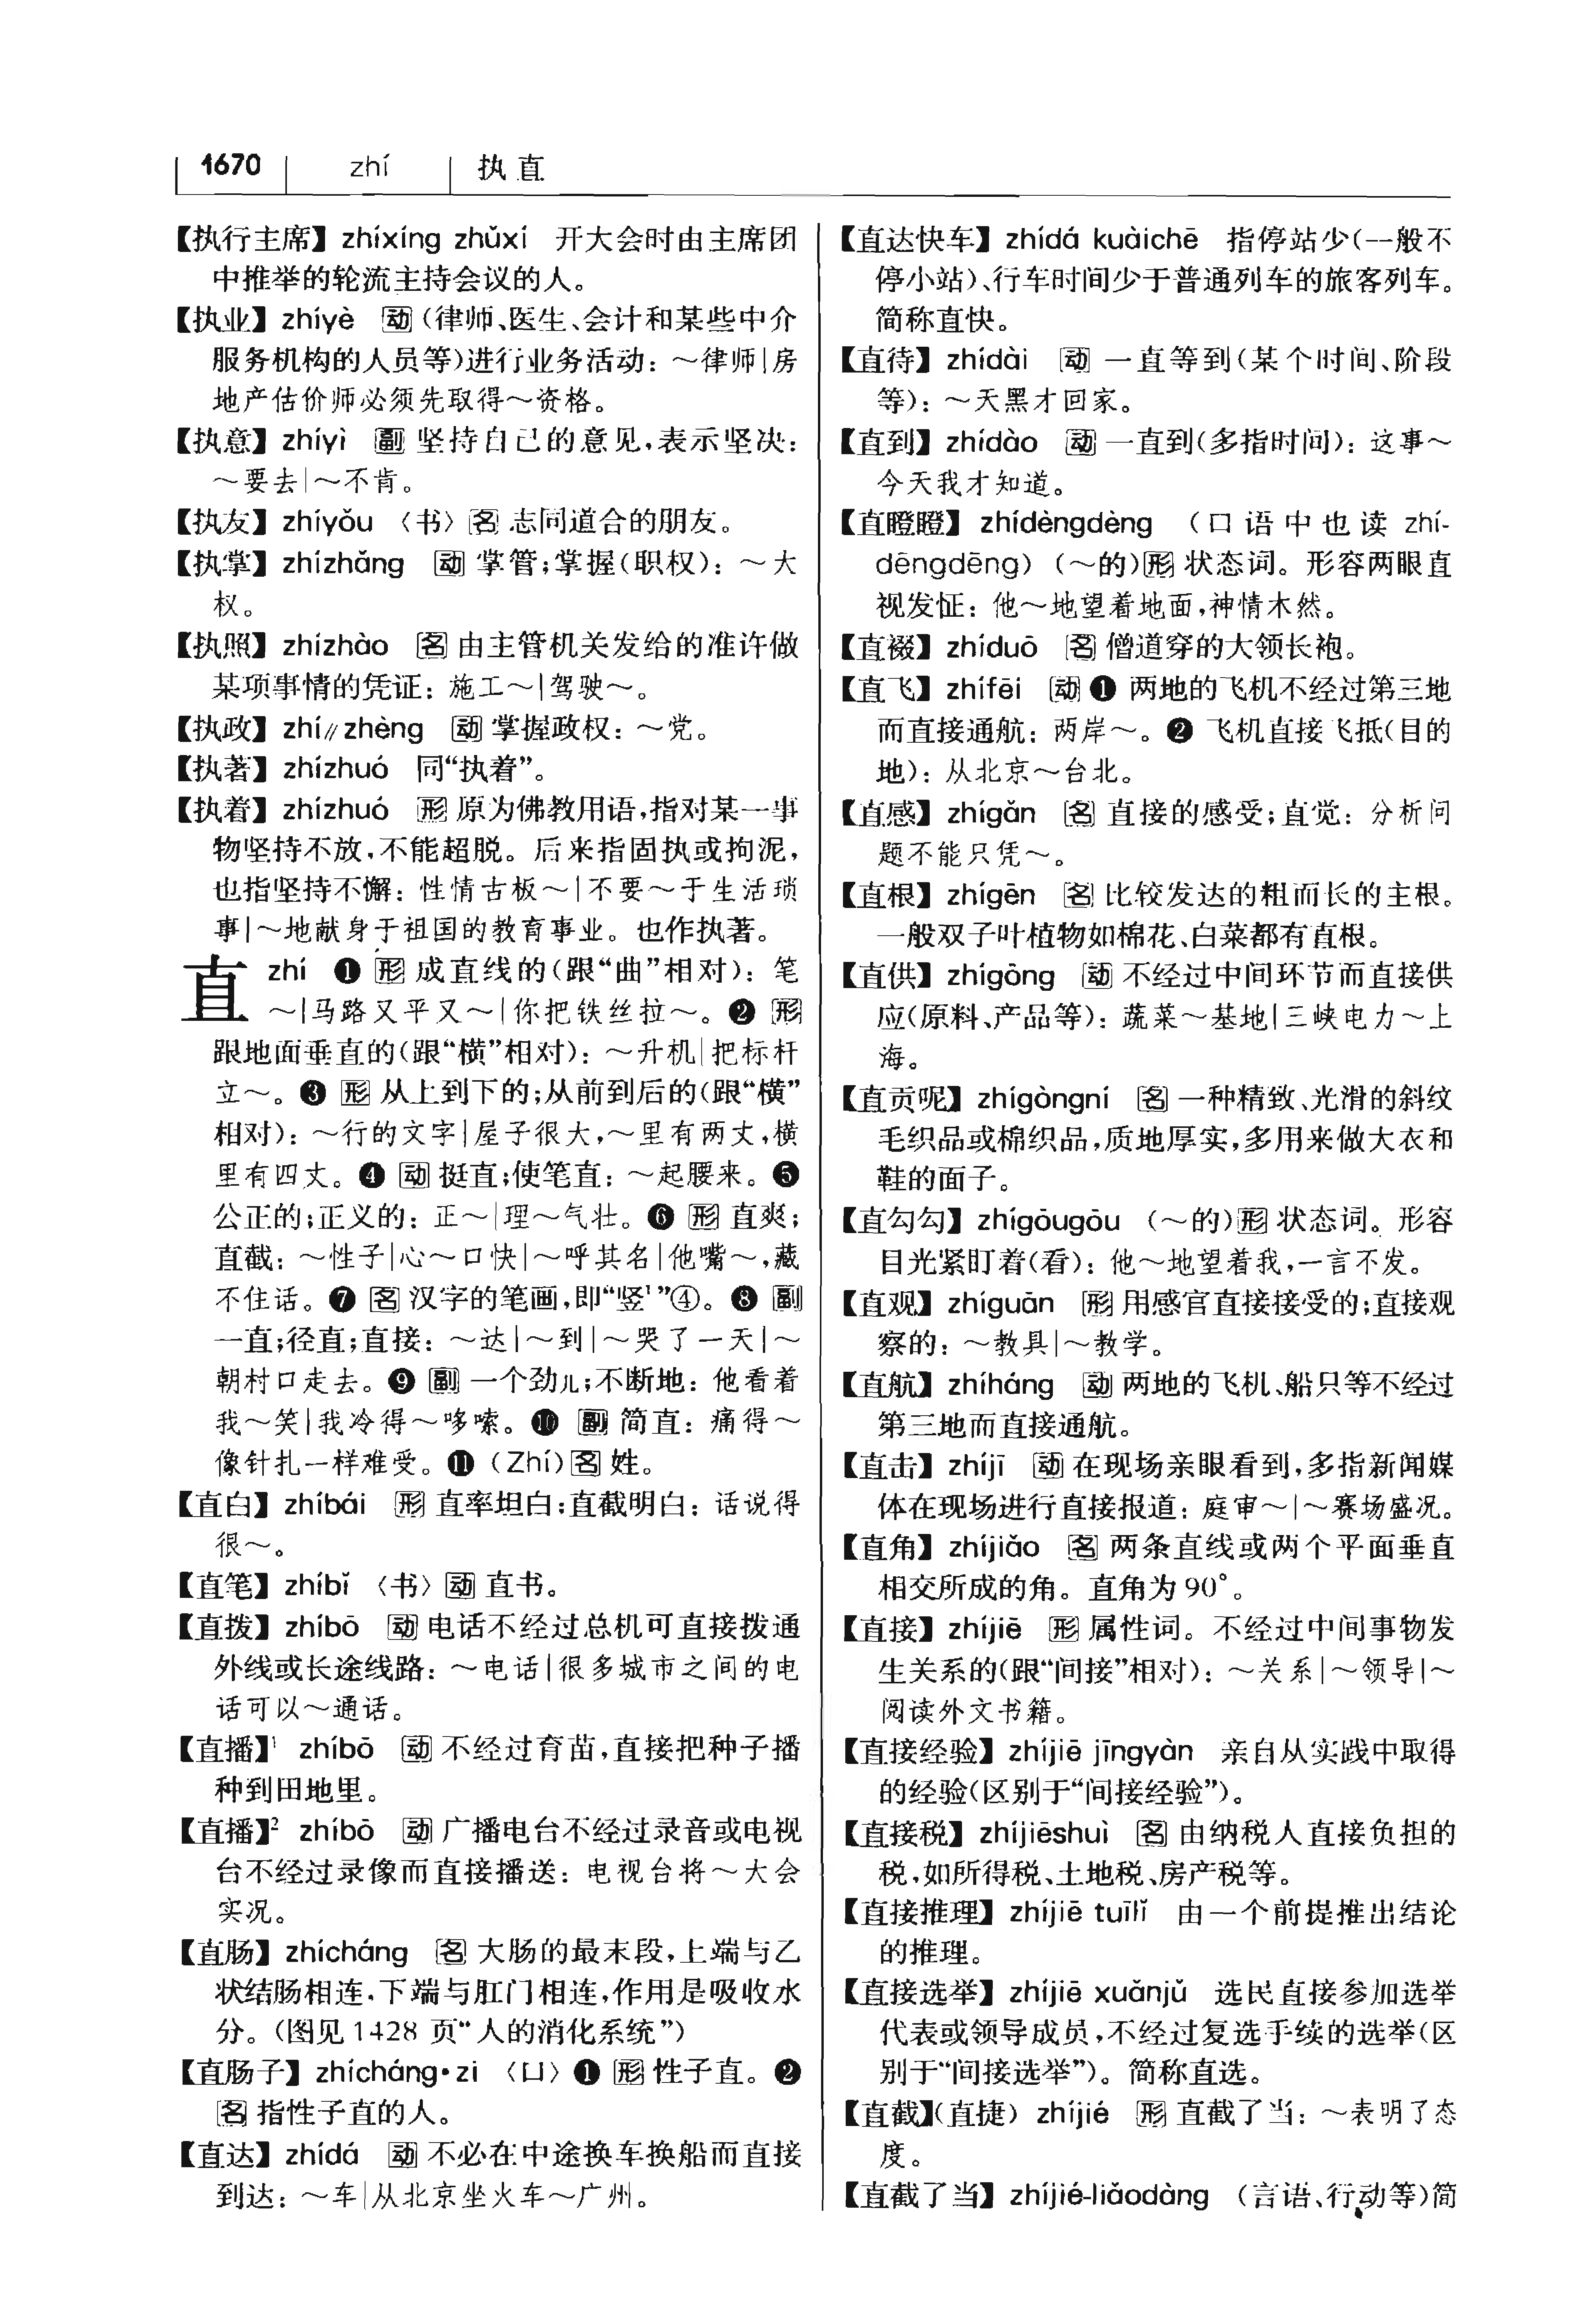 1670 zhí 执直
【执行主席】 zhíxíng zhǔxí 开大会时由主席团
中推举的轮流主持会议的人。
【执业】 zhíyè 动 (律师、医生、会计和某些中介
服务机构的人员等)进行业务活动：～律师|房
地产估价师必须先取得～资格。
【执意】 zhíyì 副 坚持自己的意见,表示坚决：
～要去|～不肯。
【执友】 zhíyǒu 〈书〉名 志同道合的朋友。
【执掌】 zhízhǎng 动 掌管;掌握(职权)：～大
权。
【执照】 zhízhào 名 由主管机关发给的准许做
某项事情的凭证：施工～|驾驶～。
【执政】 zhí∥zhèng 动 掌握政权：～党。
【执著】 zhízhuó 同“执着”。
【执着】 zhízhuó 形 原为佛教用语,指对某一事
物坚持不放,不能超脱。后来指固执或拘泥,
也指坚持不懈：性情古板～|不要～于生活琐
事|～地献身于祖国的教育事业。也作执著。
直 zhí ❶ 形 成直线的(跟“曲”相对)：笔
～|马路又平又～|你把铁丝拉～。❷ 形
跟地面垂直的(跟“横”相对)：～升机|把标杆
立～。❸ 形 从上到下的;从前到后的(跟“横”
相对)：～行的文字|屋子很大,～里有两丈,横
里有四丈。❹ 动 挺直;使笔直：～起腰来。❺
公正的;正义的：正～|理～气壮。❻ 形 直爽;
直截：～性子|心～口快|～呼其名|他嘴～,藏
不住话。❼ 名 汉字的笔画,即“竖¹”④。❽ 副
一直;径直;直接：～达|～到|～哭了一天|～
朝村口走去。❾ 副 一个劲儿;不断地：他看着
我～笑|我冷得～哆嗦。❿ 副 简直：痛得～
像针扎一样难受。⓫ (Zhí)名 姓。
【直白】 zhíbái 形 直率坦白;直截明白：话说得
很～。
【直笔】 zhíbǐ 〈书〉动 直书。
【直拨】 zhíbō 动 电话不经过总机可直接拨通
外线或长途线路：～电话|很多城市之间的电
话可以～通话。
【直播】¹ zhíbō 动 不经过育苗,直接把种子播
种到田地里。
【直播】² zhíbō 动 广播电台不经过录音或电视
台不经过录像而直接播送：电视台将～大会
实况。
【直肠】 zhícháng 名 大肠的最末段,上端与乙
状结肠相连,下端与肛门相连,作用是吸收水
分。(图见1428页“人的消化系统”)
【直肠子】 zhícháng•zi 〈口〉❶ 形 性子直。❷
名 指性子直的人。
【直达】 zhídá 动 不必在中途换车换船而直接
到达：～车|从北京坐火车～广州。
【直达快车】 zhídá kuàichē 指停站少(一般不
停小站)、行车时间少于普通列车的旅客列车。
简称直快。
【直待】 zhídài 动 一直等到(某个时间、阶段
等)：～天黑才回家。
【直到】 zhídào 动 一直到(多指时间)：这事～
今天我才知道。
【直瞪瞪】 zhídèngdèng (口语中也读 zhí-
dēngdēng) (～的)形 状态词。形容两眼直
视发怔：他～地望着地面,神情木然。
【直裰】 zhíduō 名 僧道穿的大领长袍。
【直飞】 zhífēi 动 ❶ 两地的飞机不经过第三地
而直接通航：两岸～。❷ 飞机直接飞抵(目的
地)：从北京～台北。
【直感】 zhígǎn 名 直接的感受;直觉：分析问
题不能只凭～。
【直根】 zhígēn 名 比较发达的粗而长的主根。
一般双子叶植物如棉花、白菜都有直根。
【直供】 zhígōng 动 不经过中间环节而直接供
应(原料、产品等)：蔬菜～基地|三峡电力～上
海。
【直贡呢】 zhígòngní 名 一种精致、光滑的斜纹
毛织品或棉织品,质地厚实,多用来做大衣和
鞋的面子。
【直勾勾】 zhígōugōu (～的)形 状态词。形容
目光紧盯着(看)：他～地望着我,一言不发。
【直观】 zhíguān 形 用感官直接接受的;直接观
察的：～教具|～教学。
【直航】 zhíháng 动 两地的飞机、船只等不经过
第三地而直接通航。
【直击】 zhíjī 动 在现场亲眼看到,多指新闻媒
体在现场进行直接报道：庭审～|～赛场盛况。
【直角】 zhíjiǎo 名 两条直线或两个平面垂直
相交所成的角。直角为90°。
【直接】 zhíjiē 形 属性词。不经过中间事物发
生关系的(跟“间接”相对)：～关系|～领导|～
阅读外文书籍。
【直接经验】 zhíjiē jīngyàn 亲自从实践中取得
的经验(区别于“间接经验”)。
【直接税】 zhíjiēshuì 名 由纳税人直接负担的
税,如所得税、土地税、房产税等。
【直接推理】 zhíjiē tuīlǐ 由一个前提推出结论
的推理。
【直接选举】 zhíjiē xuǎnjǔ 选民直接参加选举
代表或领导成员,不经过复选手续的选举(区
别于“间接选举”)。简称直选。
【直截】(直捷) zhíjié 形 直截了当：～表明了态
度。
【直截了当】 zhíjié-liǎodàng (言语、行动等)简